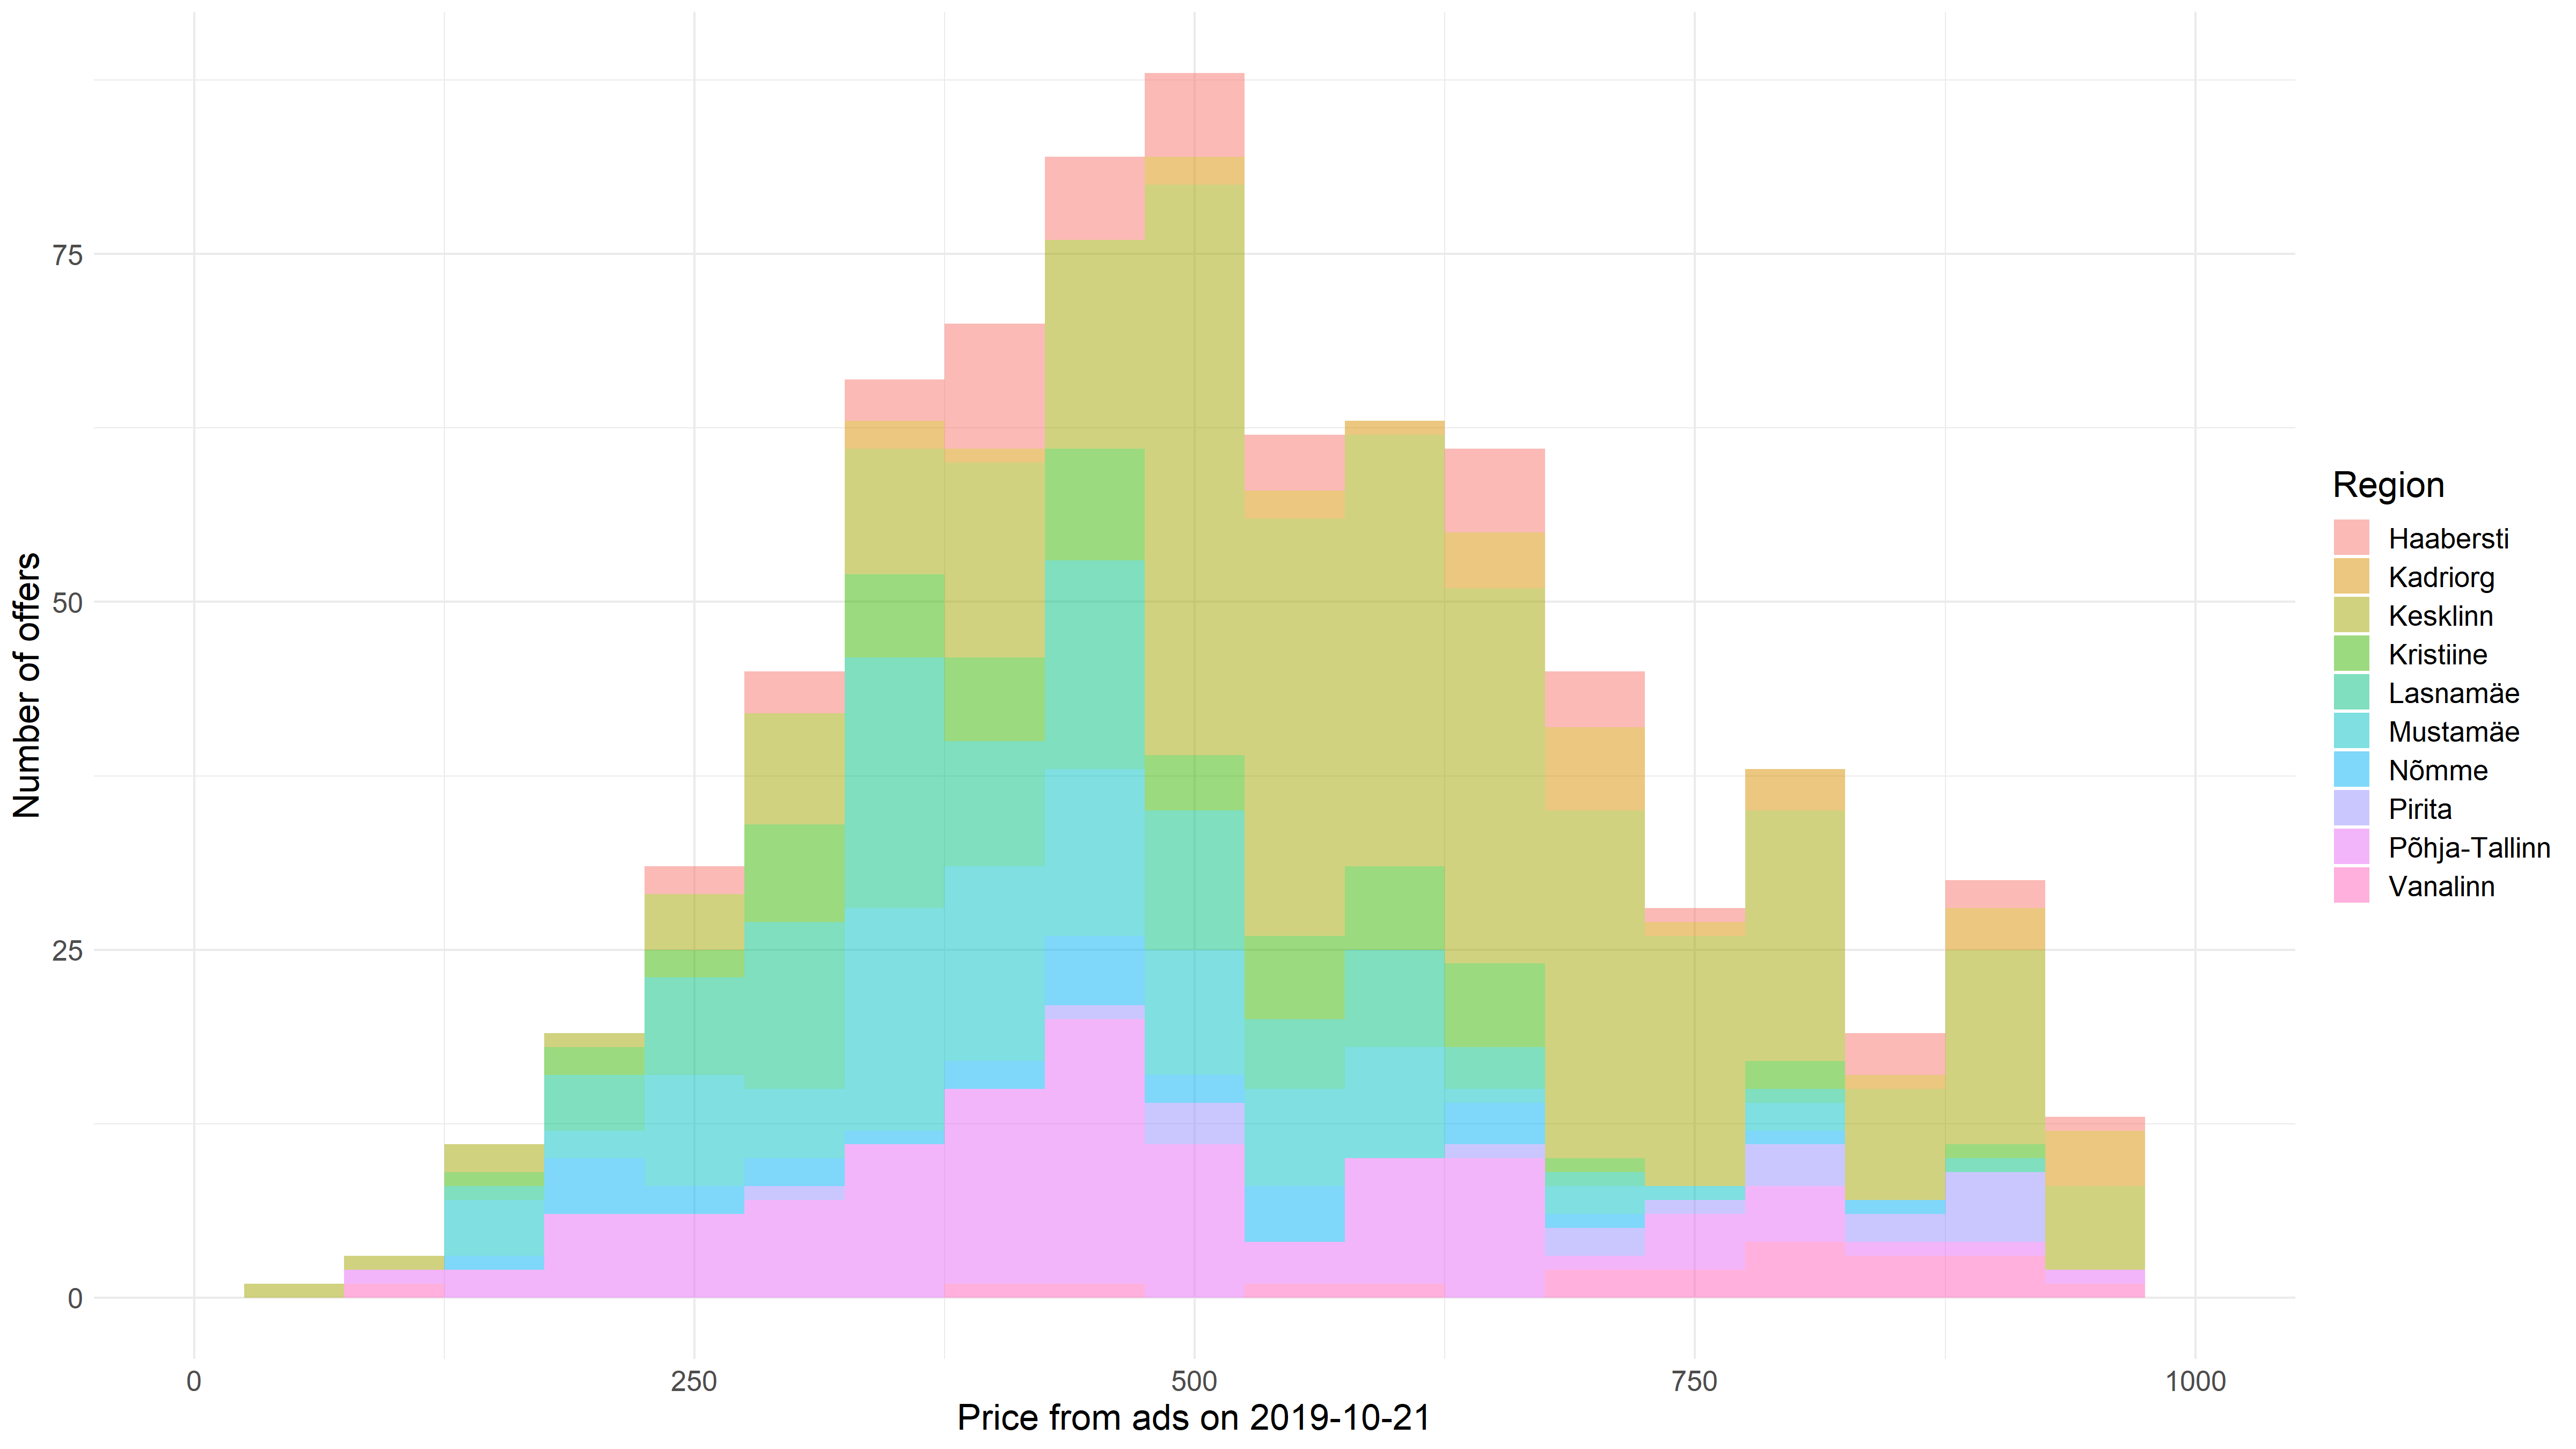 Number of offers
75
50
25
0
0 250 500 750 1000
Price from ads on 2019-10-21
Region
Haabersti
Kadriorg
Kesklinn
Kristiine
Lasnamäe
Mustamäe
Nõmme
Pirita
Põhja-Tallinn
Vanalinn